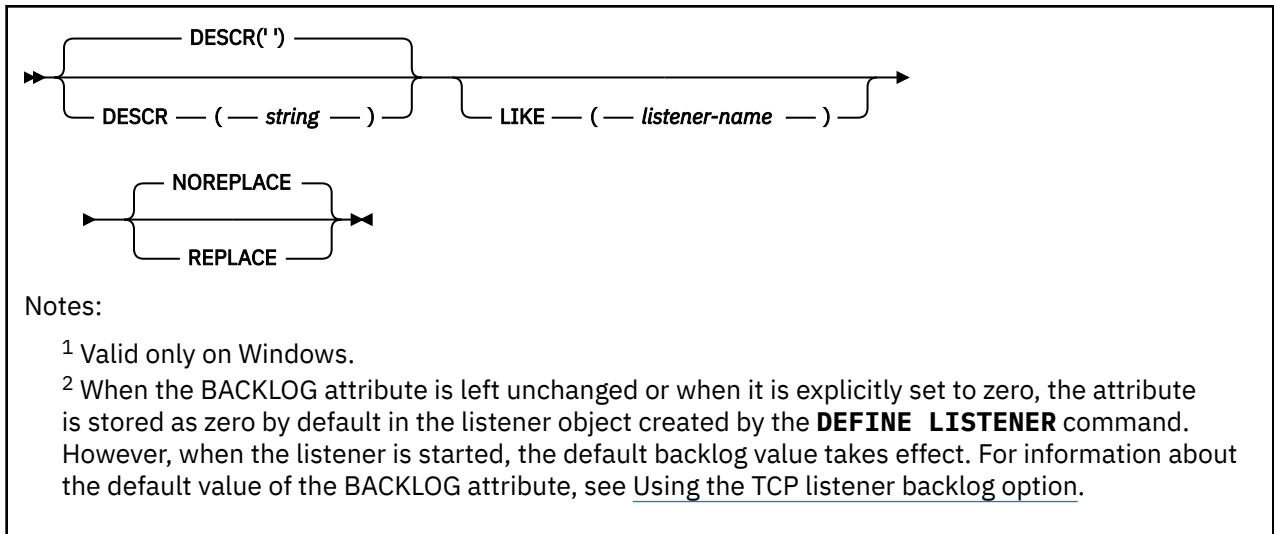 DESCR(' ')
DESCR ( string ) LIKE ( listener-name )
NOREPLACE
REPLACE
Notes:
1 Valid only on Windows.
2 When the BACKLOG attribute is left unchanged or when it is explicitly set to zero, the attribute
is stored as zero by default in the listener object created by the DEFINE LISTENER command.
However, when the listener is started, the default backlog value takes effect. For information about
the default value of the BACKLOG attribute, see Using the TCP listener backlog option.